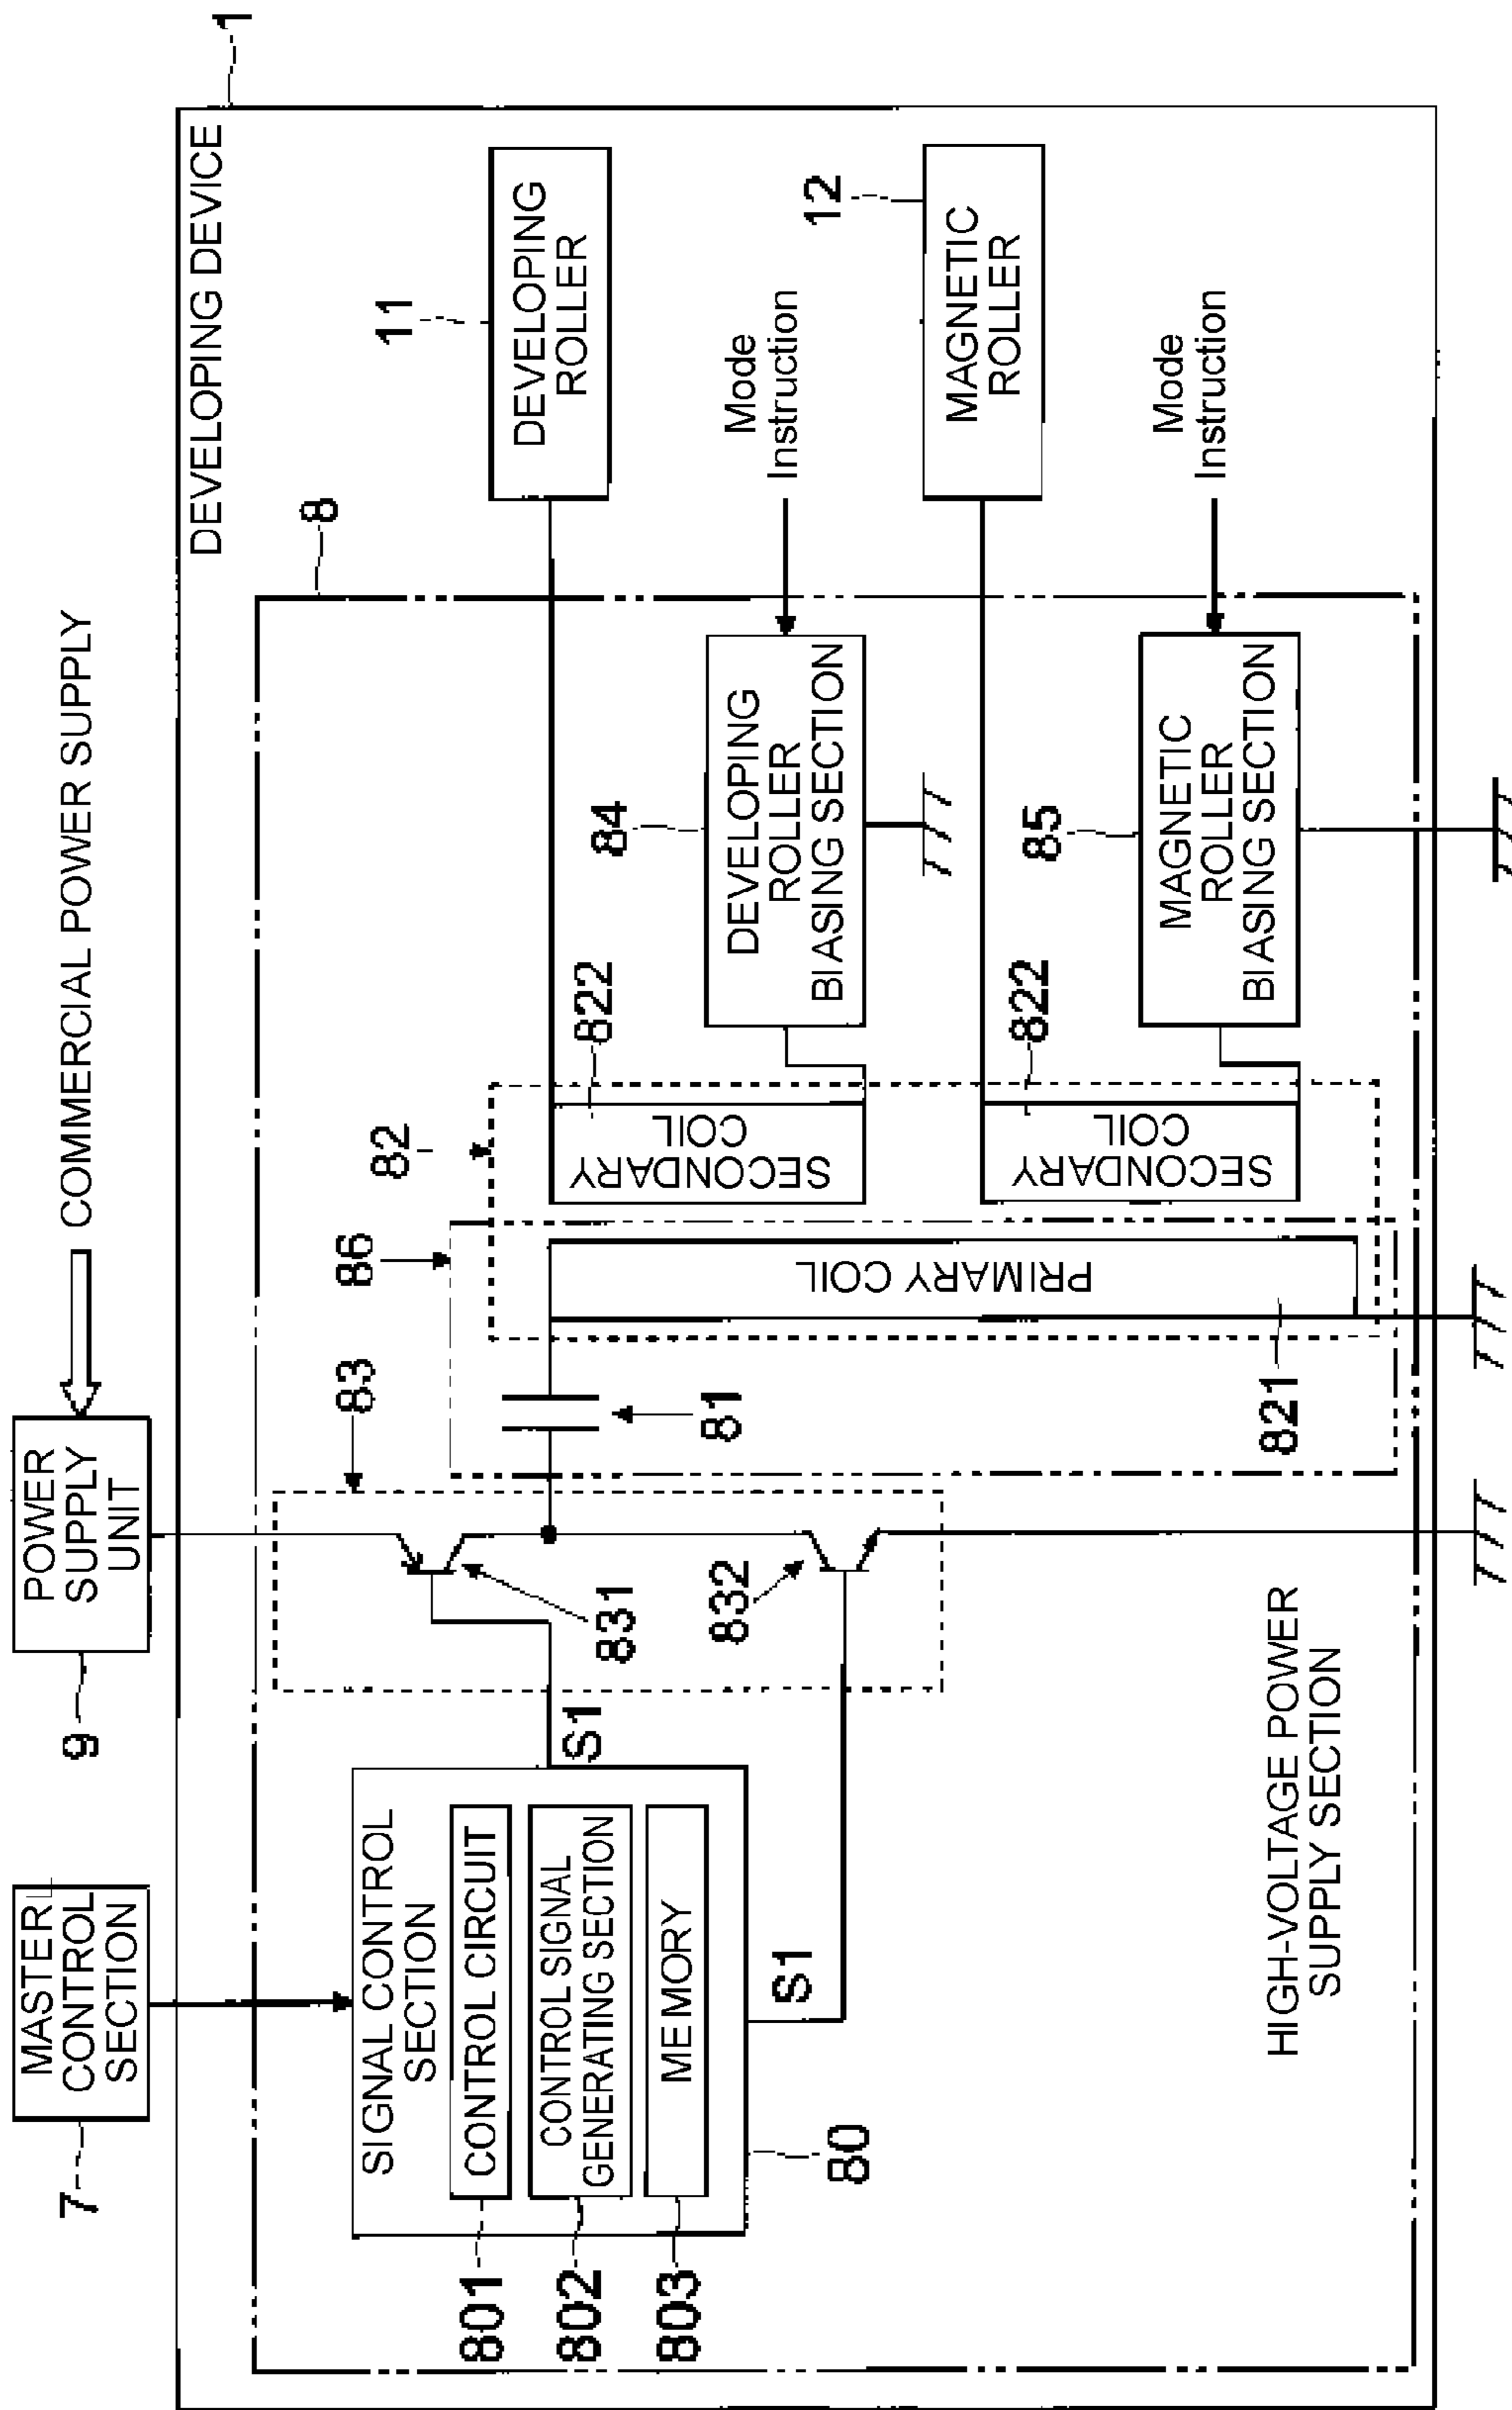 COMMERCIAL POWER SUPPLY
MASTER
CONTROL
SECTION
7
POWER
SUPPLY
UNIT
9
DEVELOPING DEVICE
1
8
SIGNAL CONTROL
SECTION
CONTROL CIRCUIT
CONTROL SIGNAL
GENERATING SECTION
MEMORY
801
802
803
80
S1
S1
83
831
832
86
81
82
PRIMARY COIL
821
SECONDARY
COIL
822
SECONDARY
COIL
822
84
DEVELOPING
ROLLER
BIASING SECTION
85
MAGNETIC
ROLLER
BIASING SECTION
11
DEVELOPING
ROLLER
Mode
Instruction
12
MAGNETIC
ROLLER
Mode
Instruction
HIGH-VOLTAGE POWER
SUPPLY SECTION